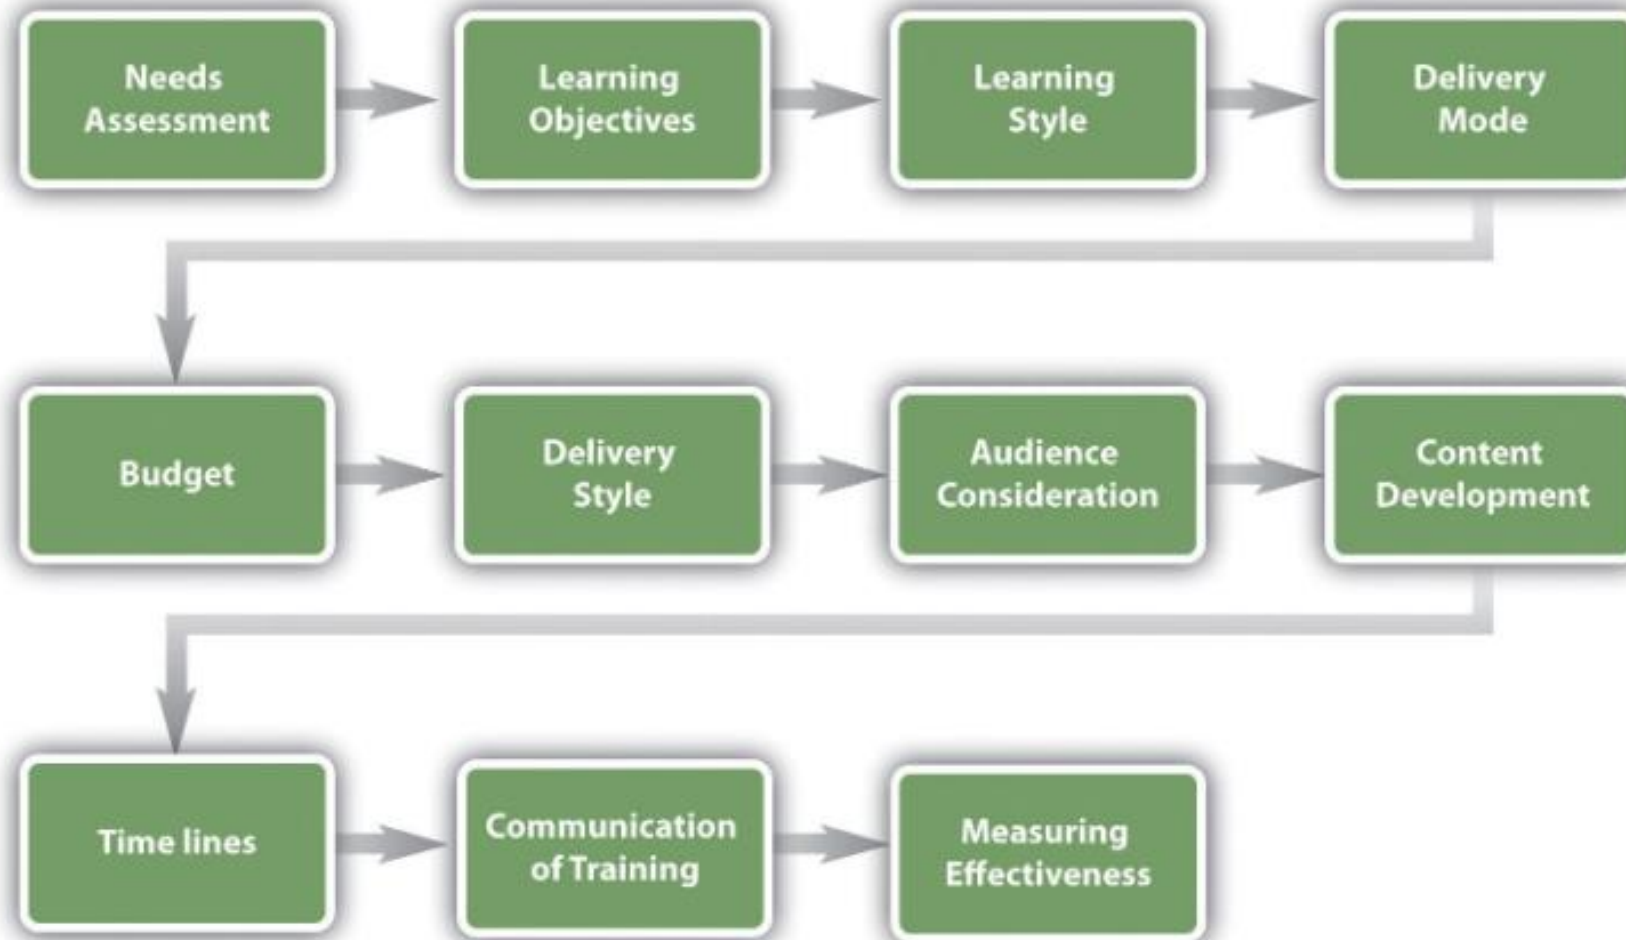 Needs
Assessment
Learning
Objectives
Learning
Style
Delivery
Mode
Budget
Delivery
Style
Audience
Consideration
Content
Development
Time lines
Communication
of Training
Measuring
Effectiveness